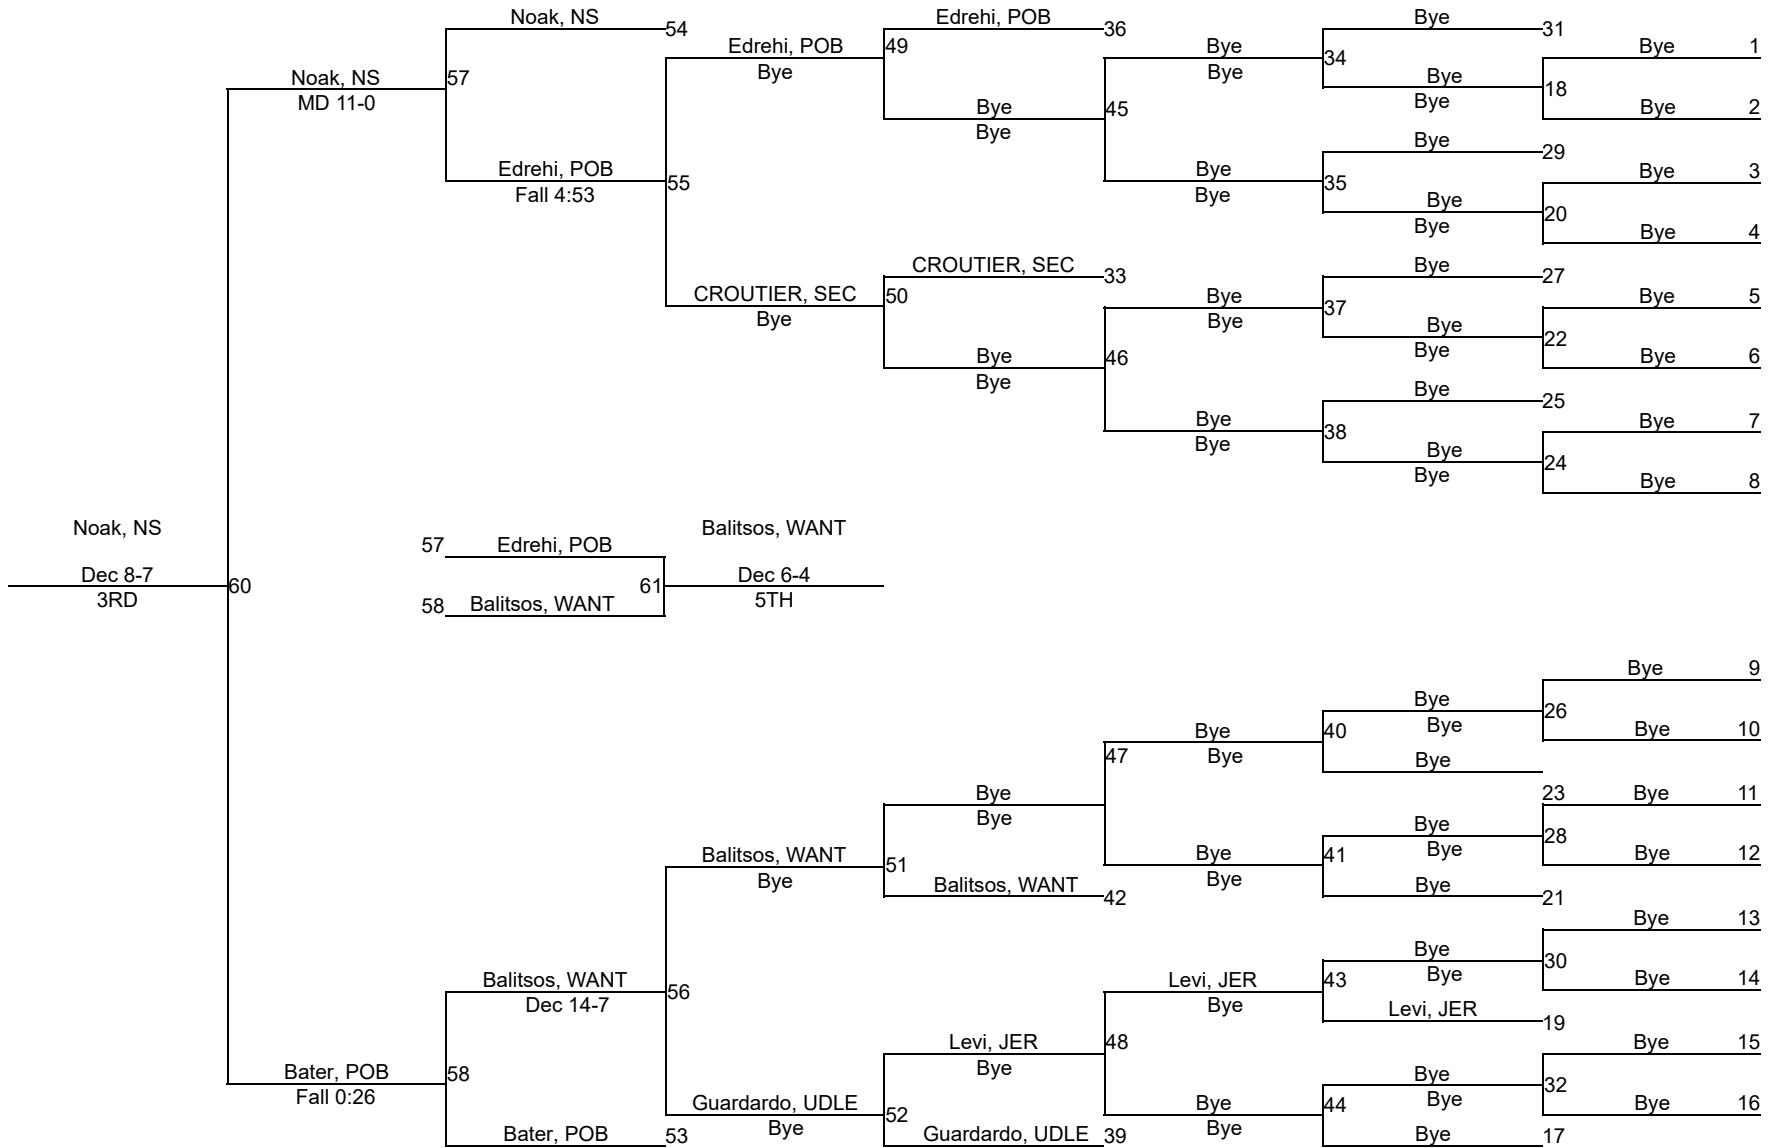 Noak, NS 54 Edrehi, POB 36 Bye 31
Edrehi, POB 49 Bye Bye 1
Noak, NS 57 Bye Bye 34
MD 11-0 Bye 18
Bye 45 Bye Bye 2
Bye
Bye 29
Edrehi, POB 55 Bye 35 Bye 3
Fall 4:53 Bye Bye 20
Bye Bye 4
CROUTIER, SEC 33 Bye 27
CROUTIER, SEC 50 Bye 37 Bye 5
Bye Bye Bye 22
Bye 46 Bye Bye 6
Bye
Bye 25
Bye 38 Bye 7
Bye Bye 24
Bye Bye 8
Noak, NS Balitsos, WANT
57 Edrehi, POB
Dec 8-7 60 61 Dec 6-4
3RD 58 Balitsos, WANT 5TH
Bye 9
Bye 26
Bye 40 Bye Bye 10
47 Bye Bye
Bye 23 Bye 11
Bye Bye 28
Balitsos, WANT 51 Bye 41 Bye Bye 12
Bye Balitsos, WANT 42 Bye Bye 21
Bye 13
Bye 30
Balitsos, WANT 56 Levi, JER 43 Bye Bye 14
Dec 14-7 Bye Levi, JER 19
Levi, JER 48 Bye 15
Bater, POB 58 Bye Bye 32
Fall 0:26 Guardardo, UDLE 52 Bye 44 Bye Bye 16
Bater, POB 53 Bye Guardardo, UDLE 39 Bye Bye 17